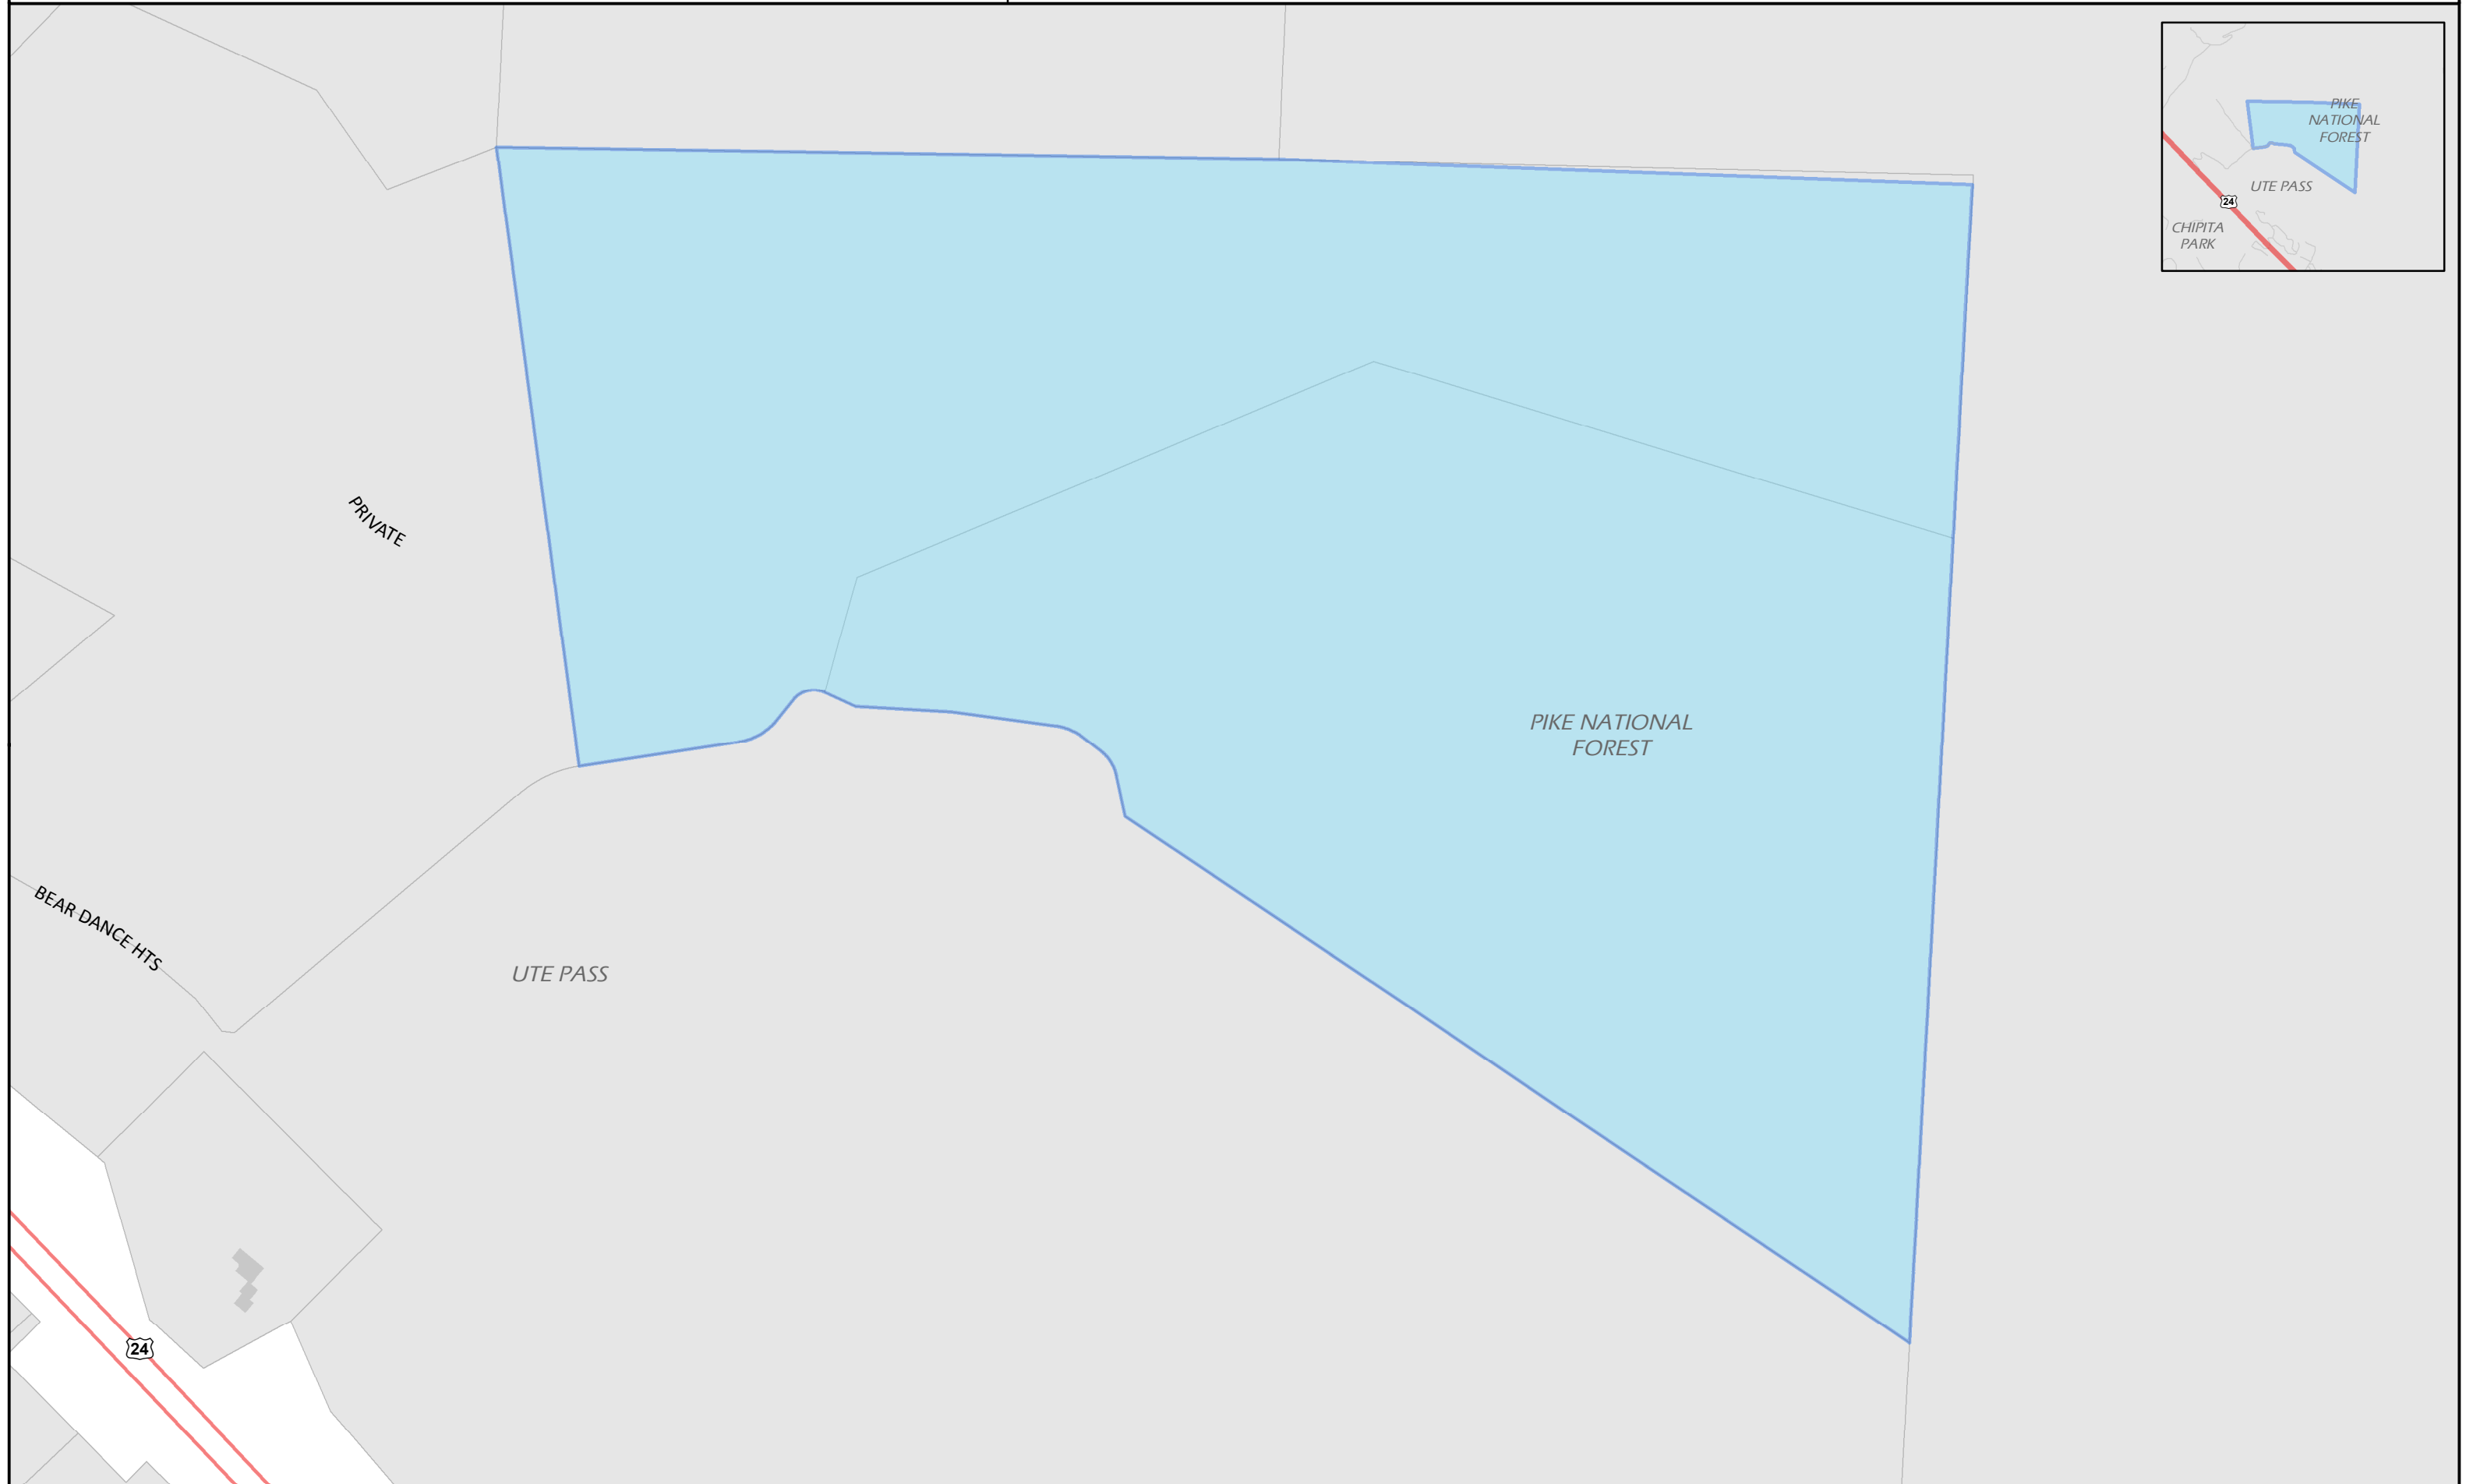 PIKE
NATIONAL
FOREST
UTE PASS
24
CHIPITA
PARK
PRIVATE
PIKE NATIONAL
FOREST
BEAR DANCE HTS
UTE PASS
24